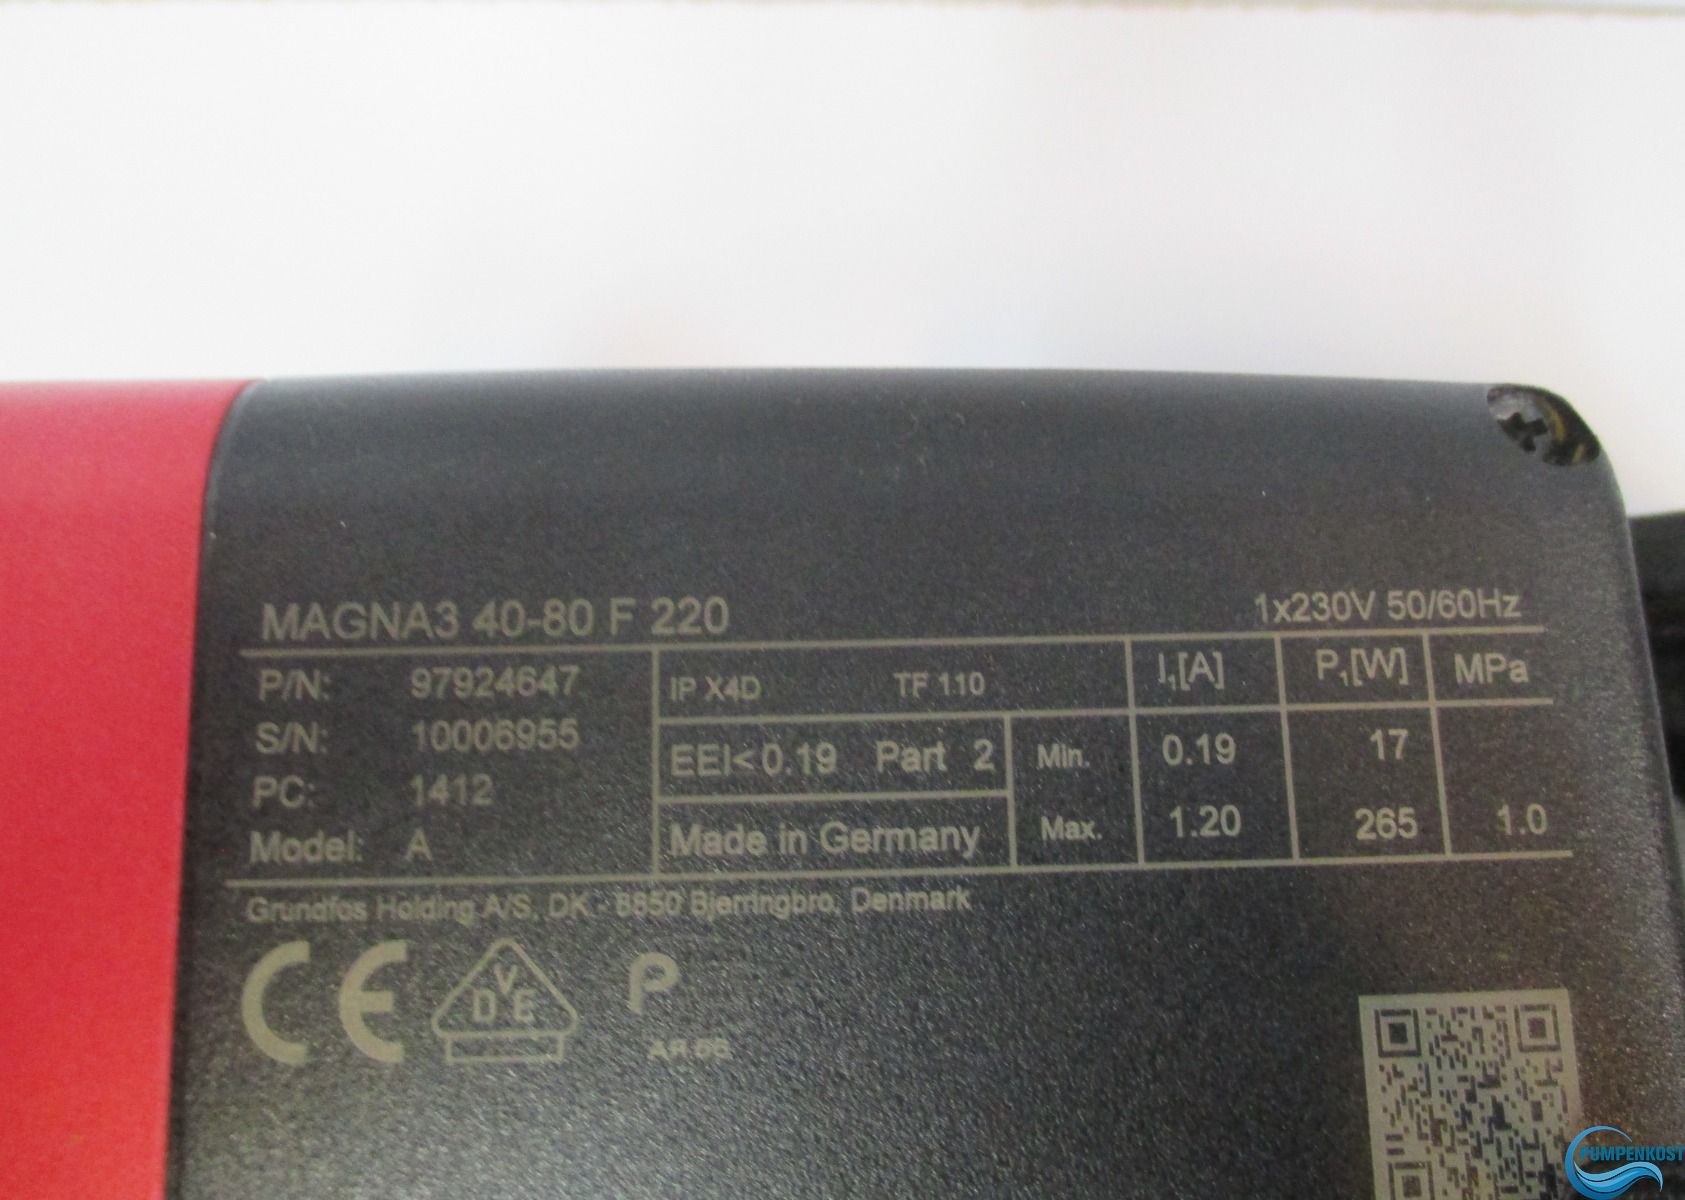 MAGNA3 40-80 F 220
1x230V 50/60Hz
P/N: 97924647
S/N: 10006955
PC: 1412
Model: A
IP X4D TF 110
EEI<0.19 Part 2
Made in Germany
I₁[A] P₁[W] MPa
Min. 0.19 17
Max. 1.20 265 1.0
Grundfos Holding A/S, DK - 8850 Bjerringbro, Denmark
CE
VDE
P
PUMPENKOST